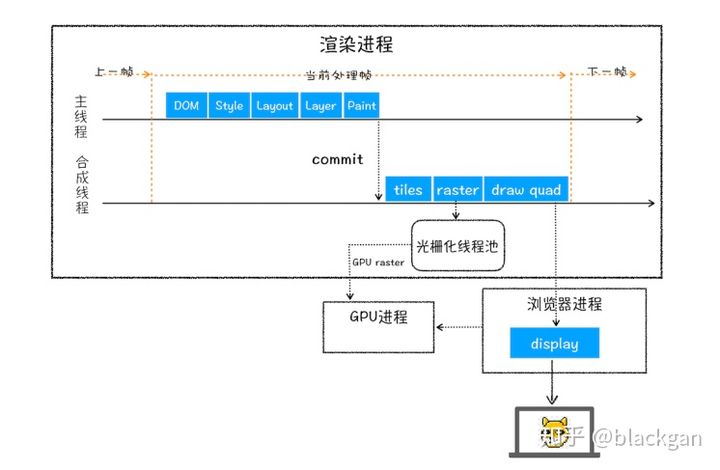 渲染进程
上一帧
当前处理帧
下一帧
主线程
DOM
Style
Layout
Layer
Paint
commit
合成线程
tiles
raster
draw quad
光栅化线程池
GPU raster
GPU进程
浏览器进程
display
知乎 @blackgan